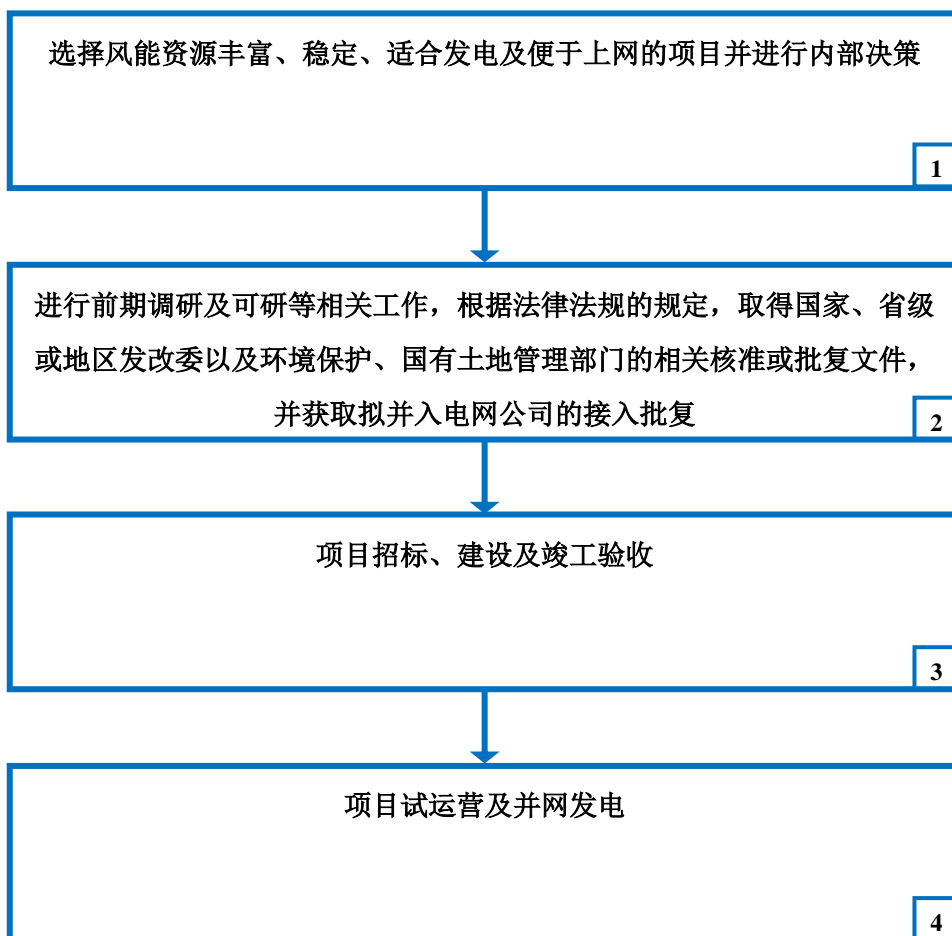 选择风能资源丰富、稳定、适合发电及便于上网的项目并进行内部决策
1
进行前期调研及可研等相关工作，根据法律法规的规定，取得国家、省级
或地区发改委以及环境保护、国有土地管理部门的相关核准或批复文件，
并获取拟并入电网公司的接入批复
2
项目招标、建设及竣工验收
3
项目试运营及并网发电
4